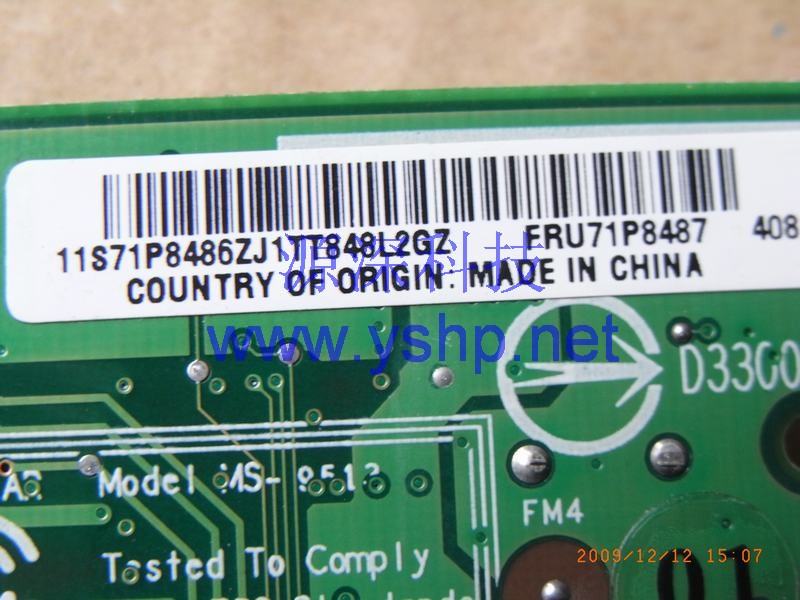 11S71P8486ZJ1TT848L2GZ FRU71P8487 408
COUNTRY OF ORIGIN: MADE IN CHINA
源深科技
www.yshp.net
D3300
Model MS-9513
FM4
Tested To Comply
2009/12/12 15:07